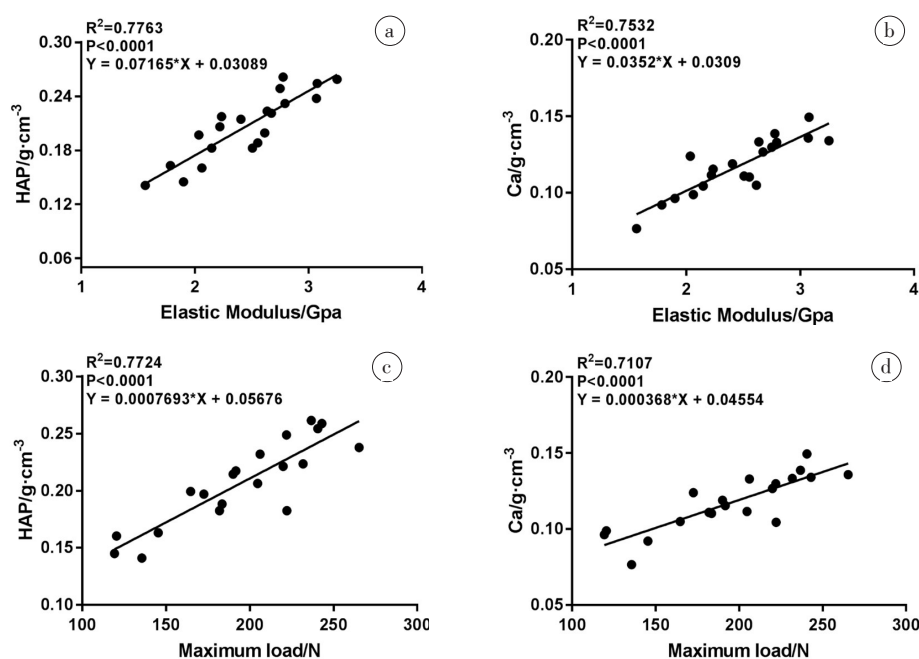 R²=0.7763
P<0.0001
Y = 0.07165*X + 0.03089
a
HAP/g·cm⁻³
0.30
0.24
0.18
0.12
0.06
1
2
3
4
Elastic Modulus/Gpa
R²=0.7532
P<0.0001
Y = 0.0352*X + 0.0309
b
Ca/g·cm⁻³
0.20
0.15
0.10
0.05
1
2
3
4
Elastic Modulus/Gpa
R²=0.7724
P<0.0001
Y = 0.0007693*X + 0.05676
c
HAP/g·cm⁻³
0.30
0.25
0.20
0.15
0.10
100
150
200
250
300
Maximum load/N
R²=0.7107
P<0.0001
Y = 0.000368*X + 0.04554
d
Ca/g·cm⁻³
0.20
0.15
0.10
0.05
100
150
200
250
300
Maximum load/N